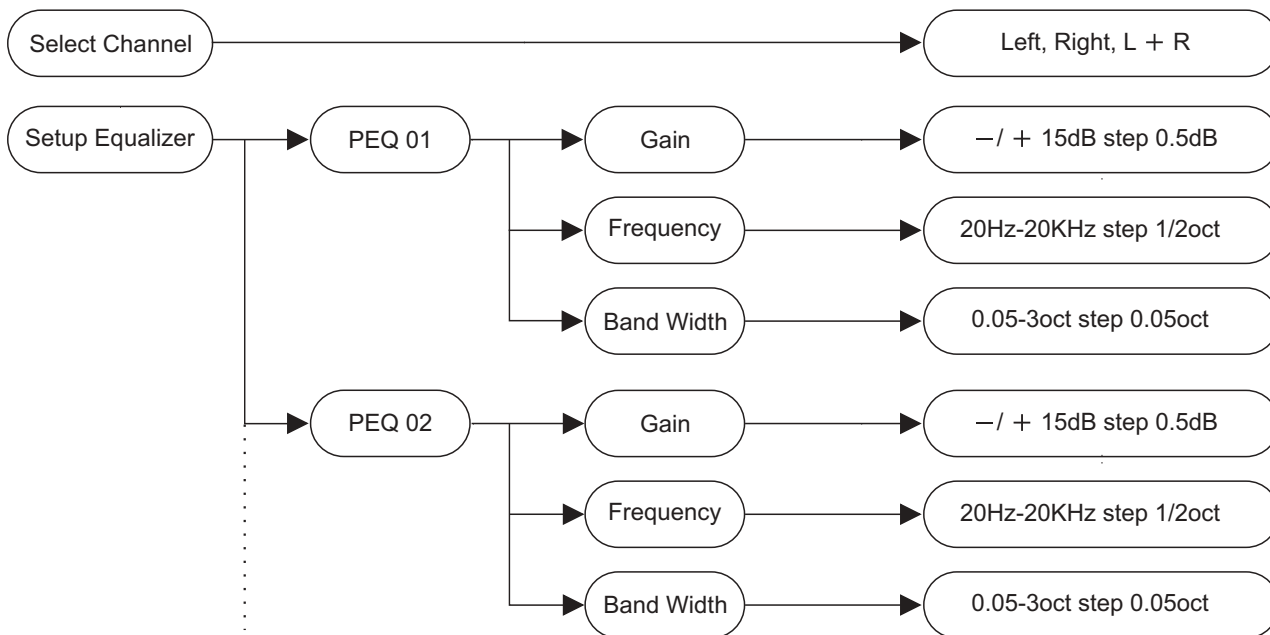 Select Channel
Left, Right, L + R
Setup Equalizer
PEQ 01
Gain
−/ + 15dB step 0.5dB
Frequency
20Hz-20KHz step 1/2oct
Band Width
0.05-3oct step 0.05oct
PEQ 02
Gain
−/ + 15dB step 0.5dB
Frequency
20Hz-20KHz step 1/2oct
Band Width
0.05-3oct step 0.05oct